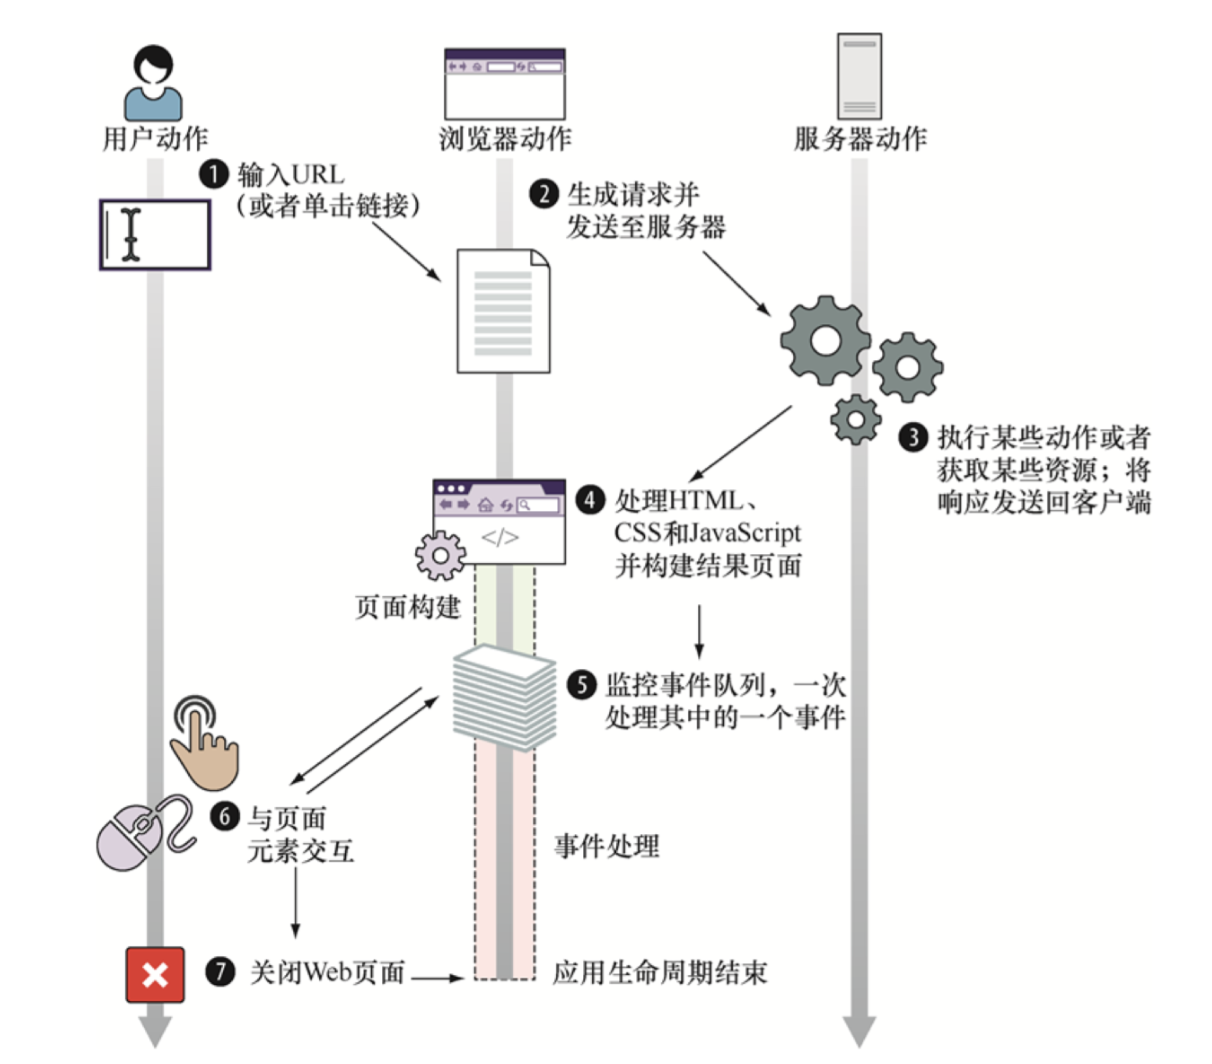 用户动作
浏览器动作
服务器动作
❶ 输入URL
（或者单击链接）
❷ 生成请求并
发送至服务器
❸ 执行某些动作或者
获取某些资源；将
响应发送回客户端
❹ 处理HTML、
CSS和JavaScript
并构建结果页面
</>
页面构建
❺ 监控事件队列，一次
处理其中的一个事件
❻ 与页面
元素交互
事件处理
❼ 关闭Web页面
应用生命周期结束